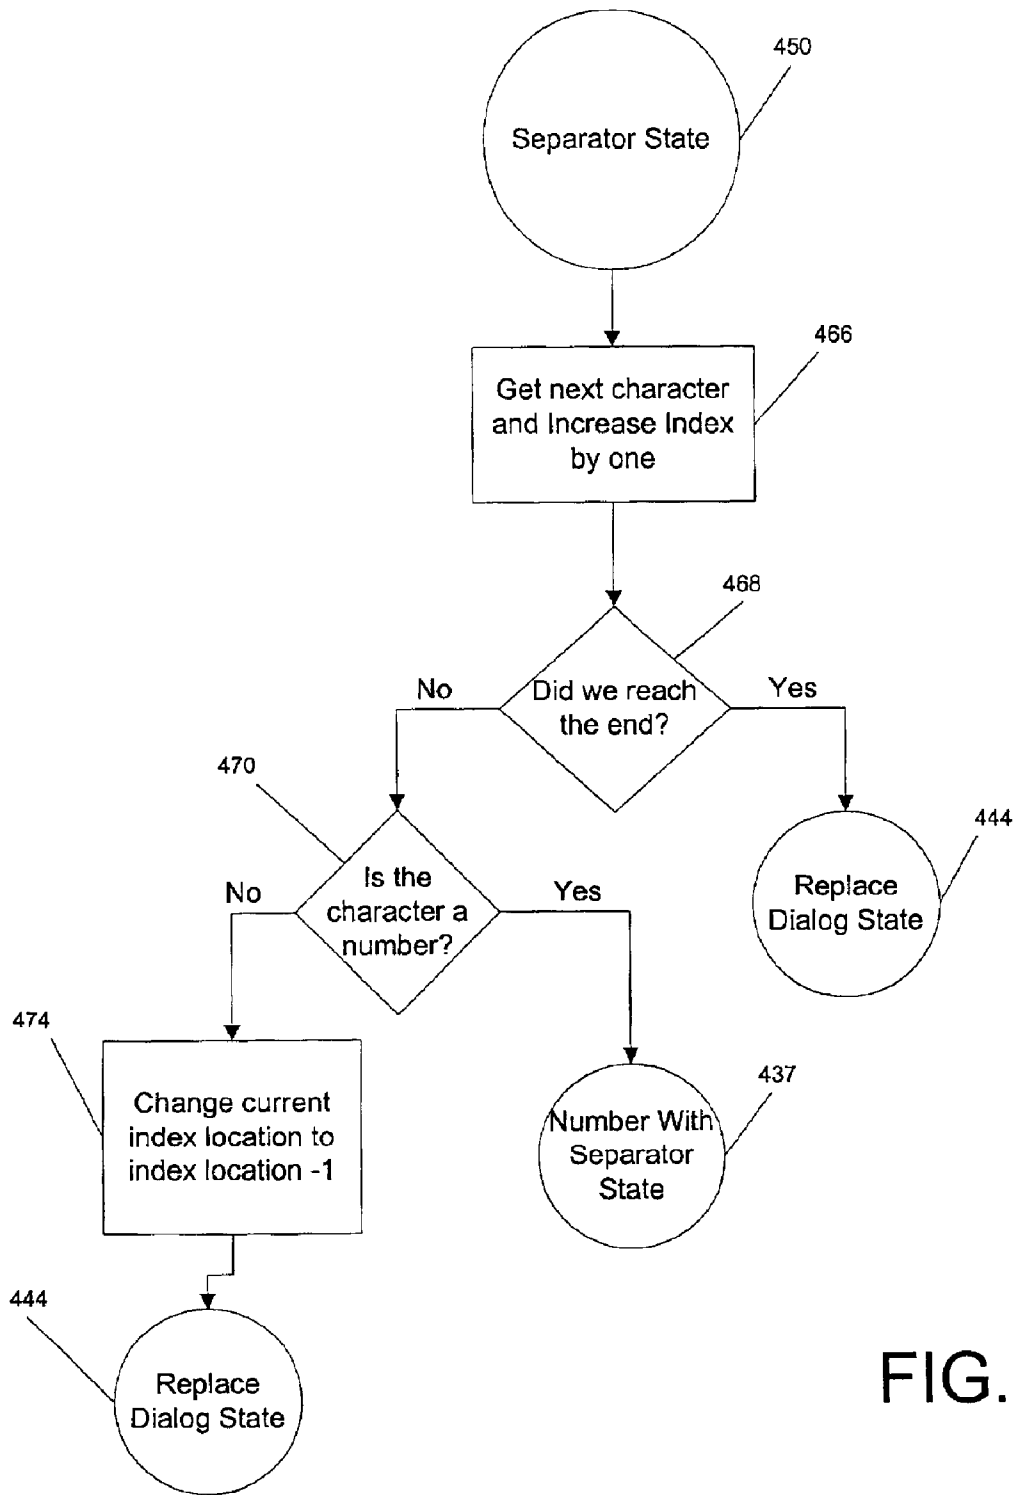 450
Separator State
466
Get next character
and Increase Index
by one
468
No
Did we reach
the end?
Yes
470
444
No
Is the
character a
number?
Yes
Replace
Dialog State
474
437
Change current
index location to
index location -1
Number With
Separator
State
444
Replace
Dialog State
FIG.